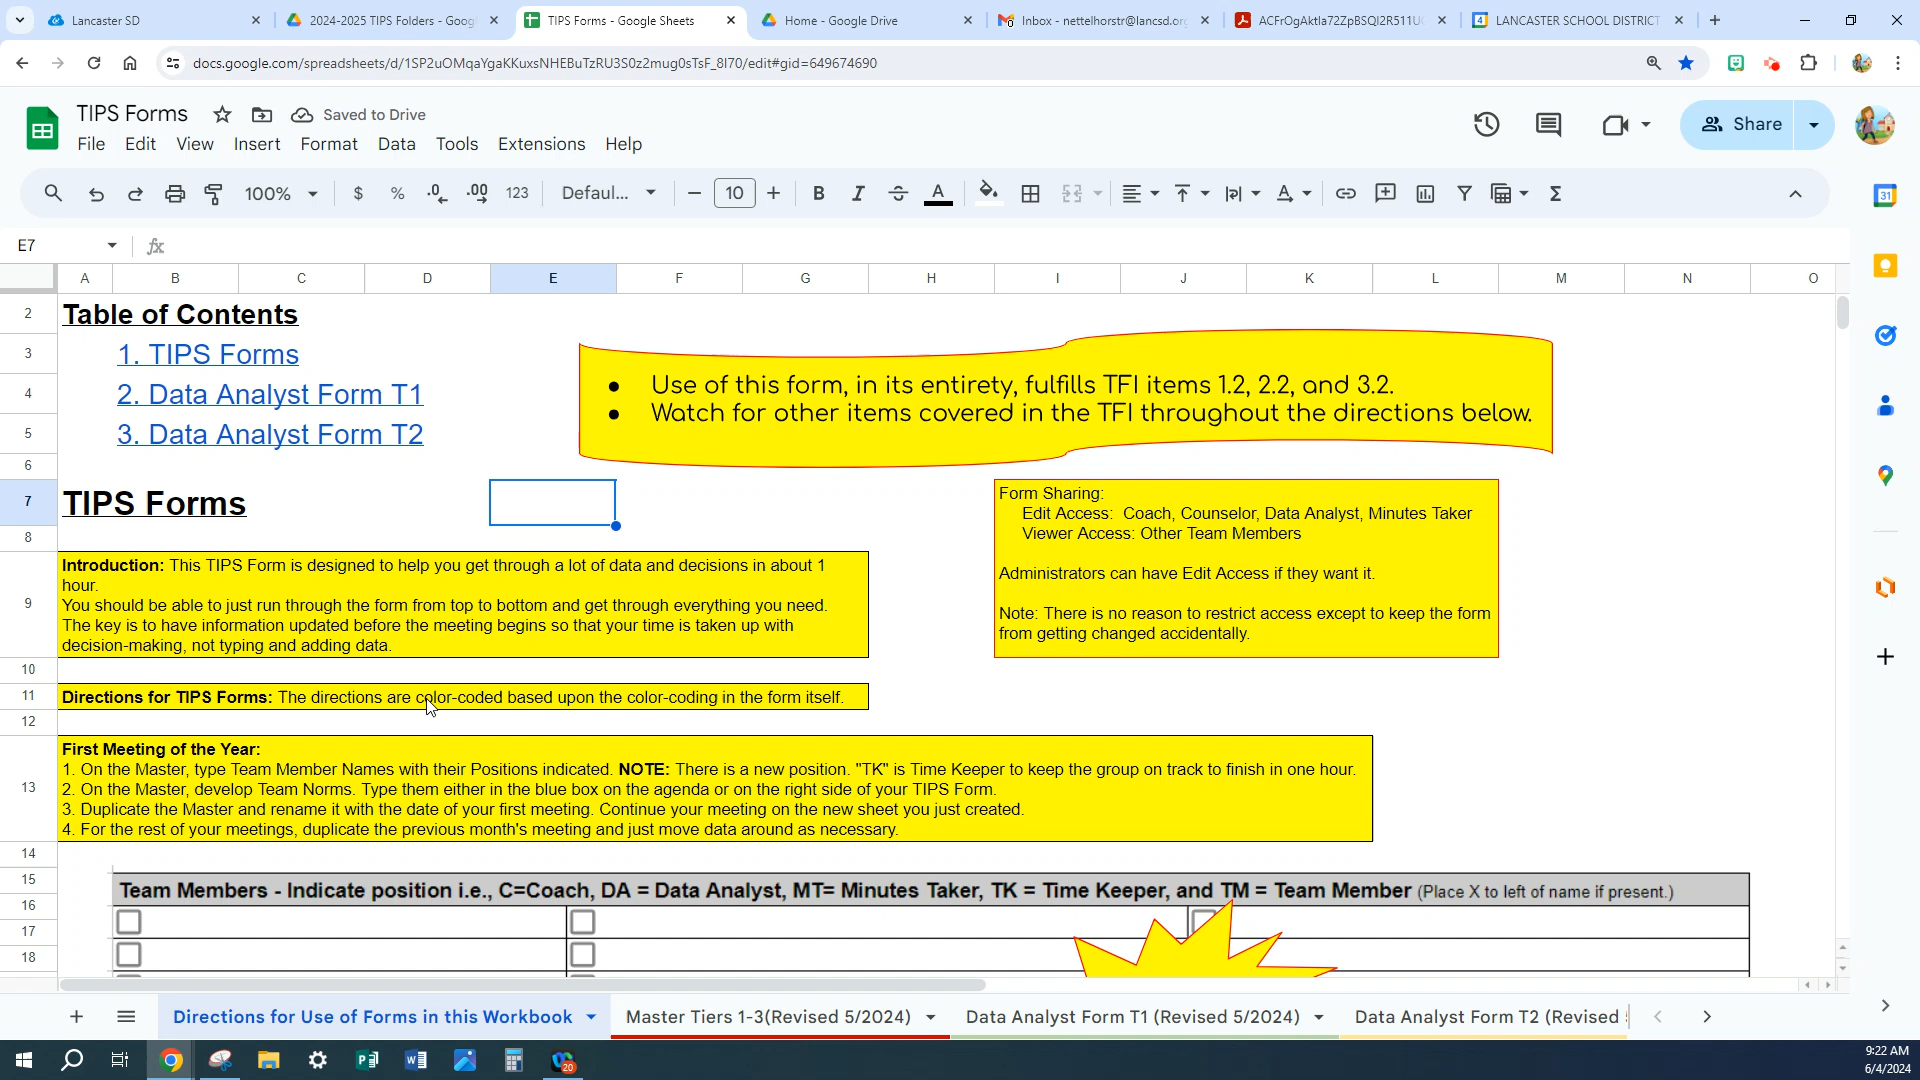 Lancaster SD
2024-2025 TIPS Folders - Goog
TIPS Forms - Google Sheets
Home - Google Drive
Inbox - nettelhorstr@lancsd.org
LANCASTER SCHOOL DISTRICT
docs.google.com/spreadsheets/d/1SP2uOMqaYgaKKuxsNHEBuTzRU3S0z2mug0sTsF_8I70/edit#gid=649674690
TIPS Forms
Saved to Drive
File Edit View Insert Format Data Tools Extensions Help
Share
100%
$ % .0 .00 123
Defaul...
10
B I A
E7
fx
A B C D E F G H I J K L M N O
2 Table of Contents
3 1. TIPS Forms
4 2. Data Analyst Form T1
5 3. Data Analyst Form T2
● Use of this form, in its entirety, fulfills TFI items 1.2, 2.2, and 3.2.
● Watch for other items covered in the TFI throughout the directions below.
6
7 TIPS Forms
8
Form Sharing:
Edit Access: Coach, Counselor, Data Analyst, Minutes Taker
Viewer Access: Other Team Members
Administrators can have Edit Access if they want it.
Note: There is no reason to restrict access except to keep the form
from getting changed accidentally.
9
Introduction: This TIPS Form is designed to help you get through a lot of data and decisions in about 1
hour.
You should be able to just run through the form from top to bottom and get through everything you need.
The key is to have information updated before the meeting begins so that your time is taken up with
decision-making, not typing and adding data.
10
11 Directions for TIPS Forms: The directions are color-coded based upon the color-coding in the form itself.
12
13
First Meeting of the Year:
1. On the Master, type Team Member Names with their Positions indicated. NOTE: There is a new position. "TK" is Time Keeper to keep the group on track to finish in one hour.
2. On the Master, develop Team Norms. Type them either in the blue box on the agenda or on the right side of your TIPS Form.
3. Duplicate the Master and rename it with the date of your first meeting. Continue your meeting on the new sheet you just created.
4. For the rest of your meetings, duplicate the previous month's meeting and just move data around as necessary.
14
15
Team Members - Indicate position i.e., C=Coach, DA = Data Analyst, MT= Minutes Taker, TK = Time Keeper, and TM = Team Member (Place X to left of name if present.)
16
17
18
Directions for Use of Forms in this Workbook
Master Tiers 1-3(Revised 5/2024)
Data Analyst Form T1 (Revised 5/2024)
Data Analyst Form T2 (Revised
31
20
9:22 AM
6/4/2024